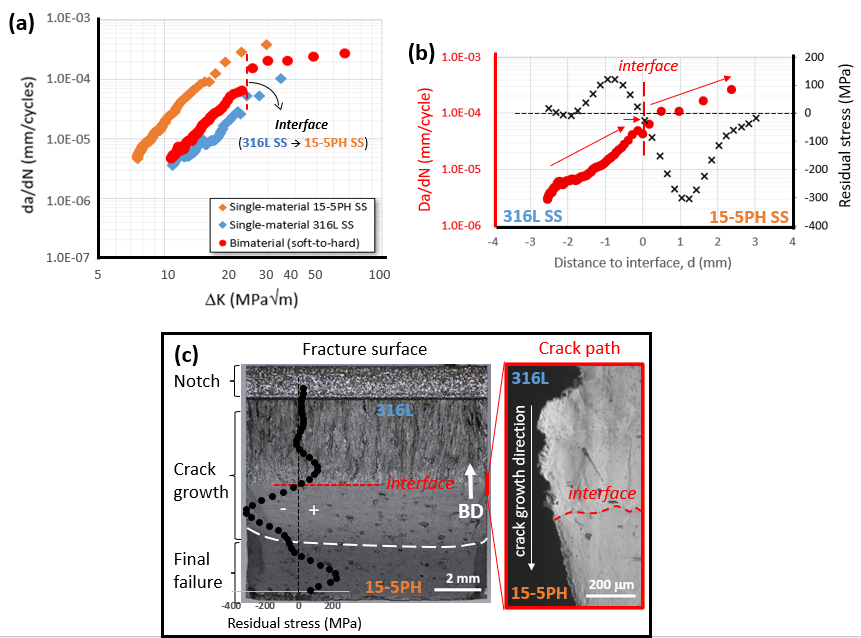 (a)
1.0E-03
1.0E-04
1.0E-05
1.0E-06
1.0E-07
da/dN (mm/cycles)
Interface
(316L SS → 15-5PH SS)
Single-material 15-5PH SS
Single-material 316L SS
Bimaterial (soft-to-hard)
5 10 20 30 40 50 100
ΔK (MPa√m)
(b)
interface
1.0E-03
1.0E-04
1.0E-05
1.0E-06
Da/dN (mm/cycle)
200
100
0
-100
-200
-300
-400
Residual stress (MPa)
316L SS
15-5PH SS
-4 -3 -2 -1 0 1 2 3 4
Distance to interface, d (mm)
(c)
Fracture surface
Notch
316L
Crack
growth
interface
- +
BD
Final
failure
15-5PH
2 mm
-400 -200 0 200
Residual stress (MPa)
Crack path
316L
crack growth direction
interface
15-5PH
200 µm